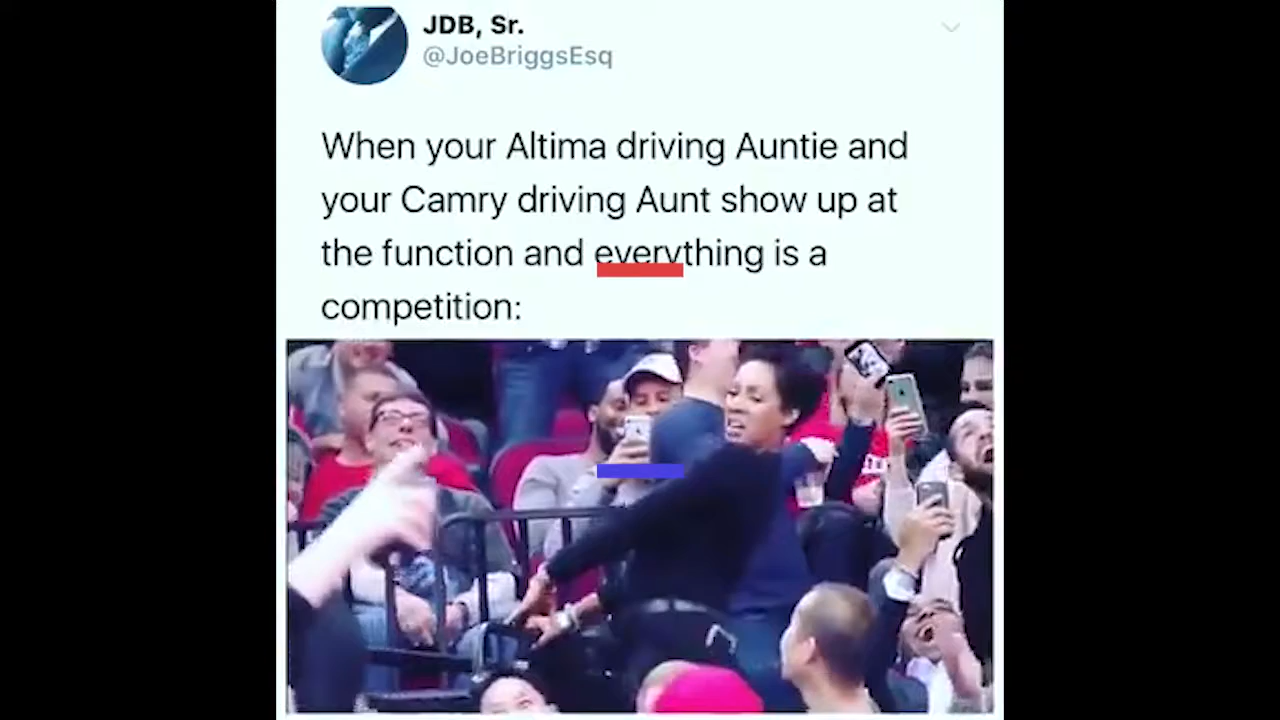 JDB, Sr.
@JoeBriggsEsq
When your Altima driving Auntie and
your Camry driving Aunt show up at
the function and everything is a
competition: